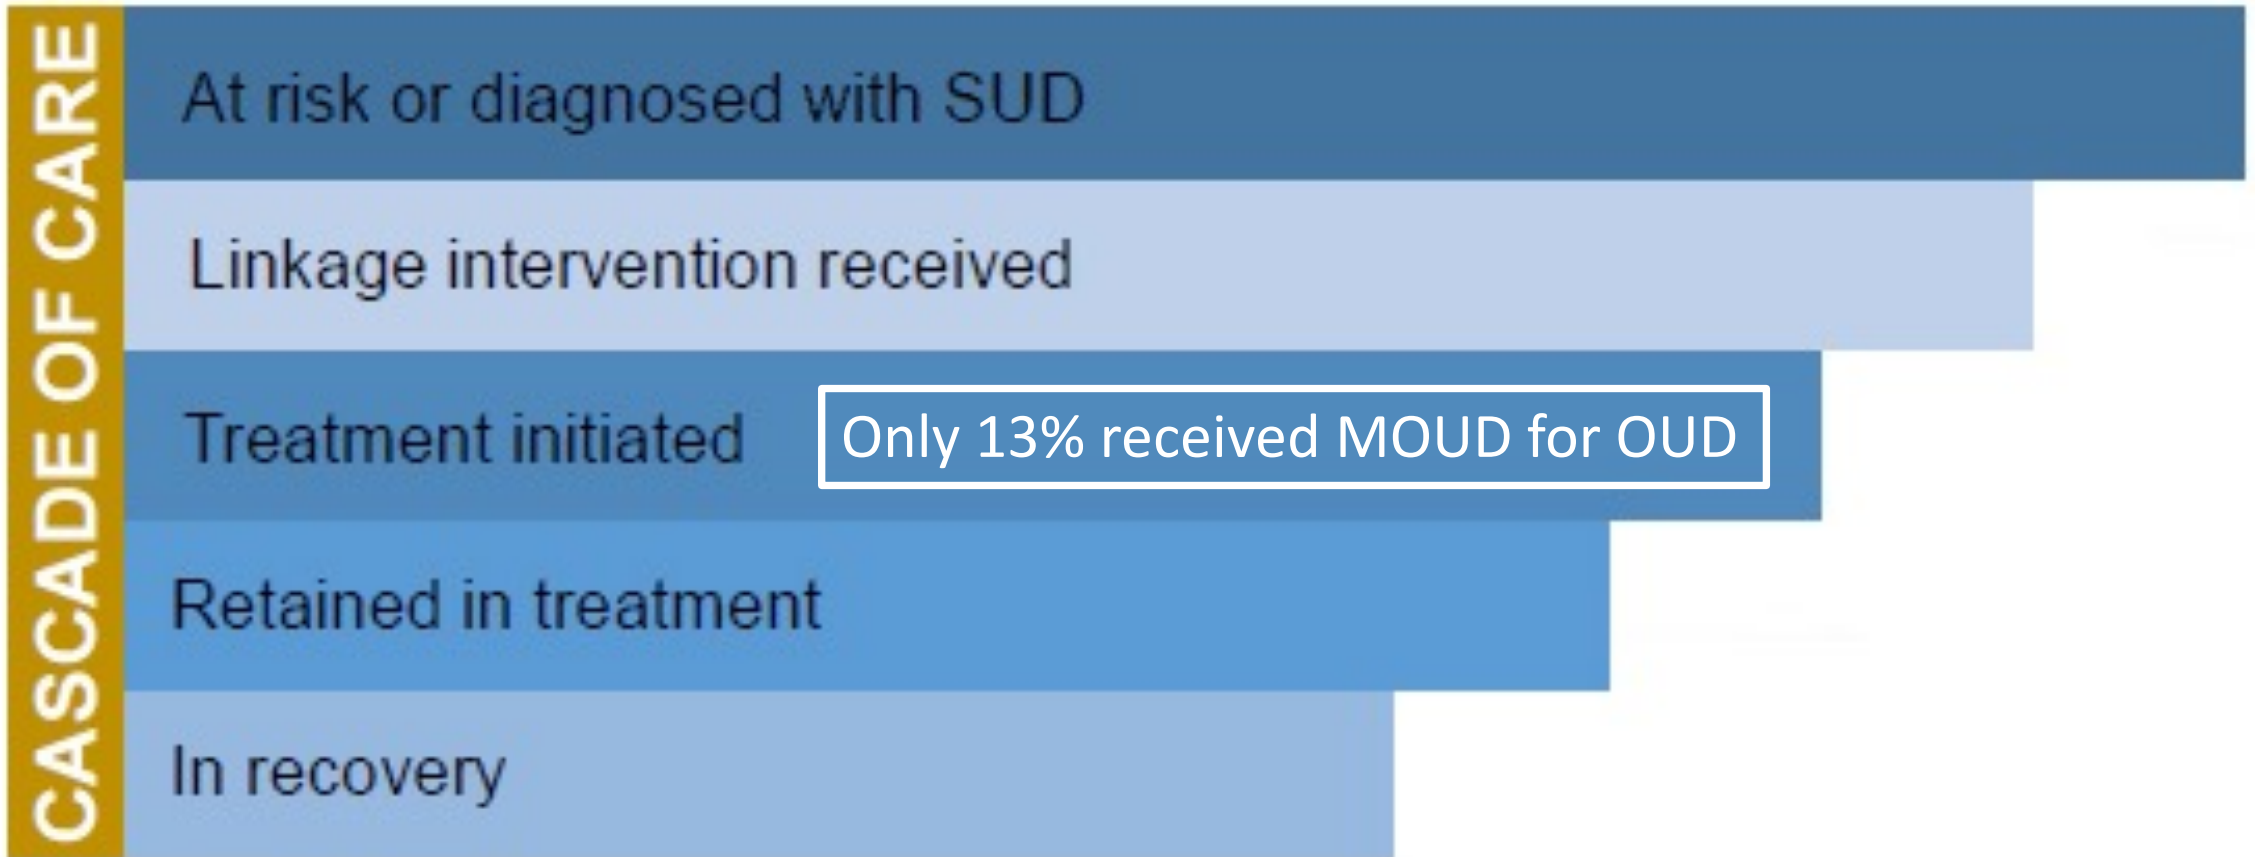 CASCADE OF CARE
At risk or diagnosed with SUD
Linkage intervention received
Treatment initiated
Only 13% received MOUD for OUD
Retained in treatment
In recovery